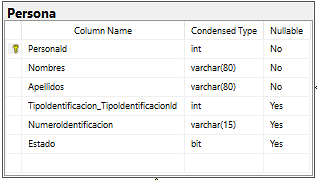 Persona
Column Name Condensed Type Nullable
PersonaId int No
Nombres varchar(80) No
Apellidos varchar(80) No
TipoIdentificacion_TipoIdentificacionId int Yes
NumeroIdentificacion varchar(15) Yes
Estado bit Yes